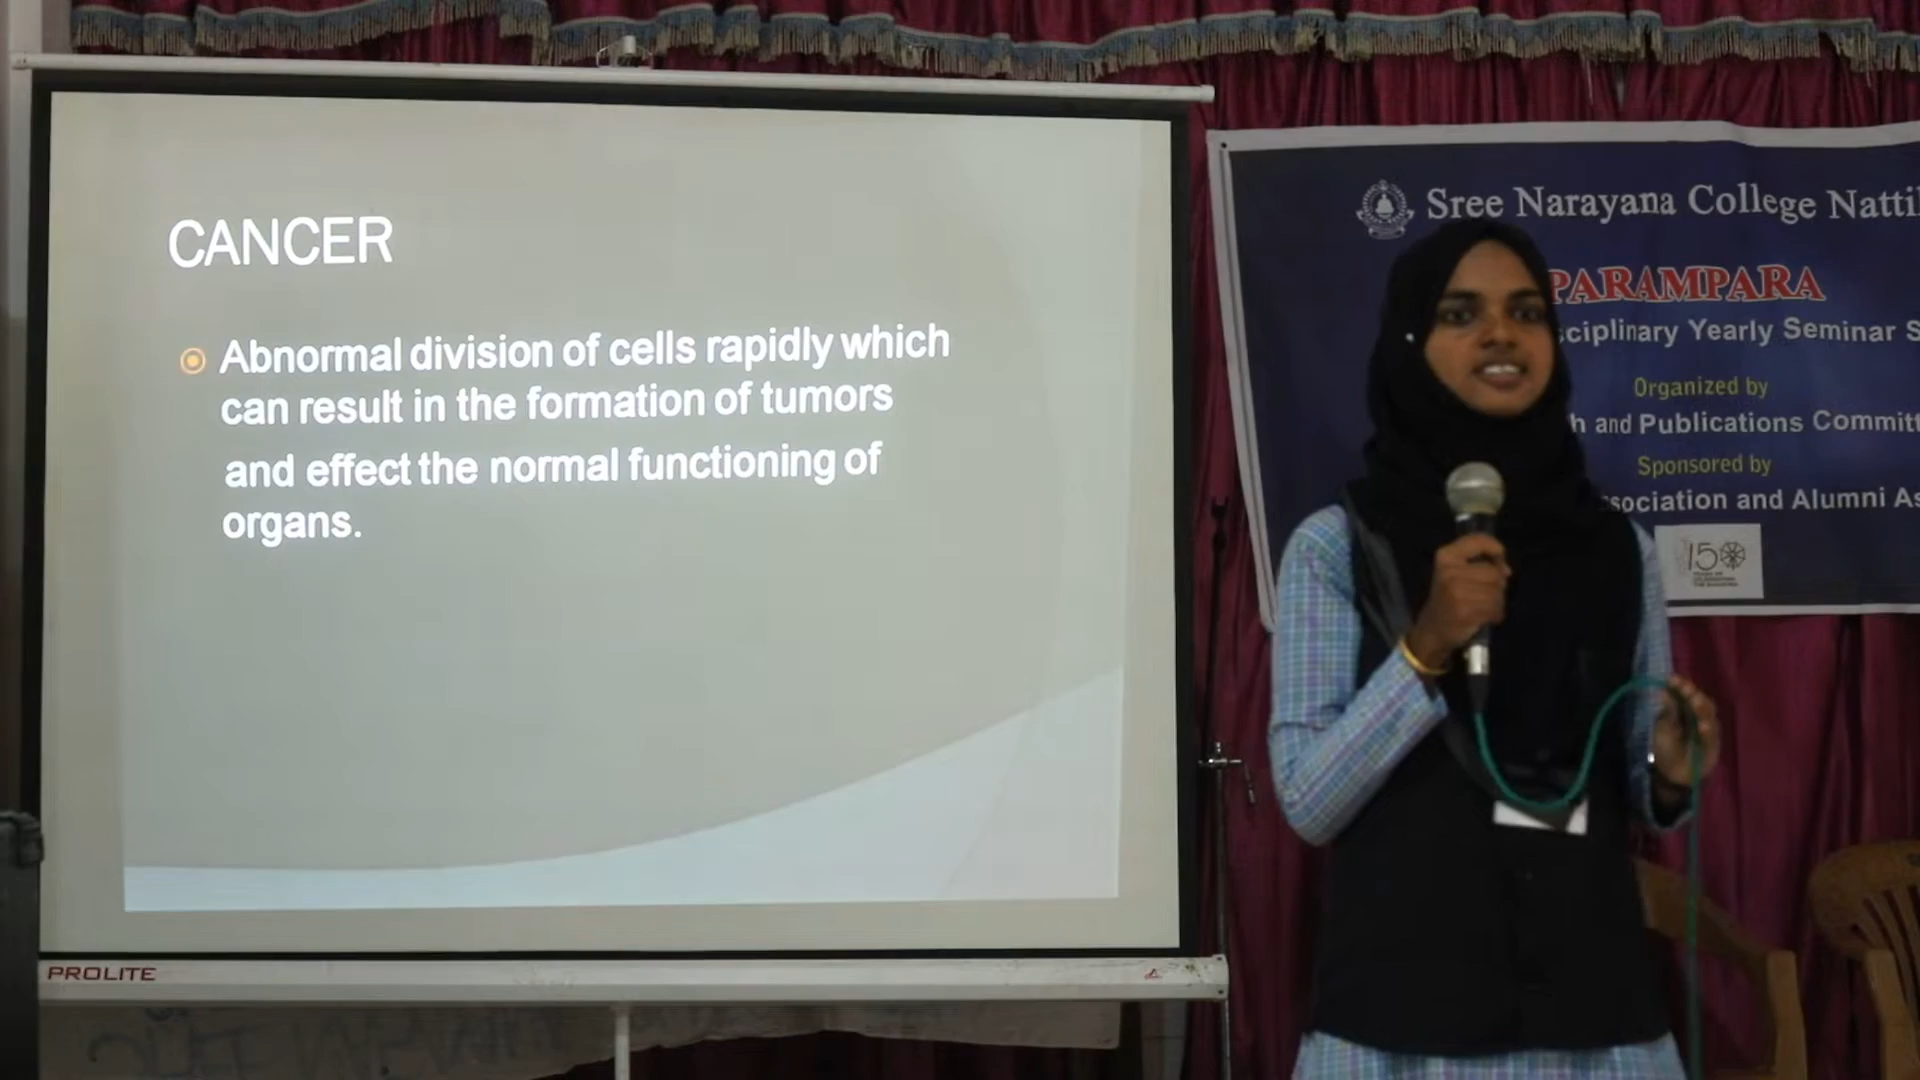 CANCER
Abnormal division of cells rapidly which
can result in the formation of tumors
and effect the normal functioning of
organs.
PROLITE
Sree Narayana College Natti
PARAMPARA
sciplinary Yearly Seminar S
Organized by
h and Publications Committ
Sponsored by
sociation and Alumni As
150